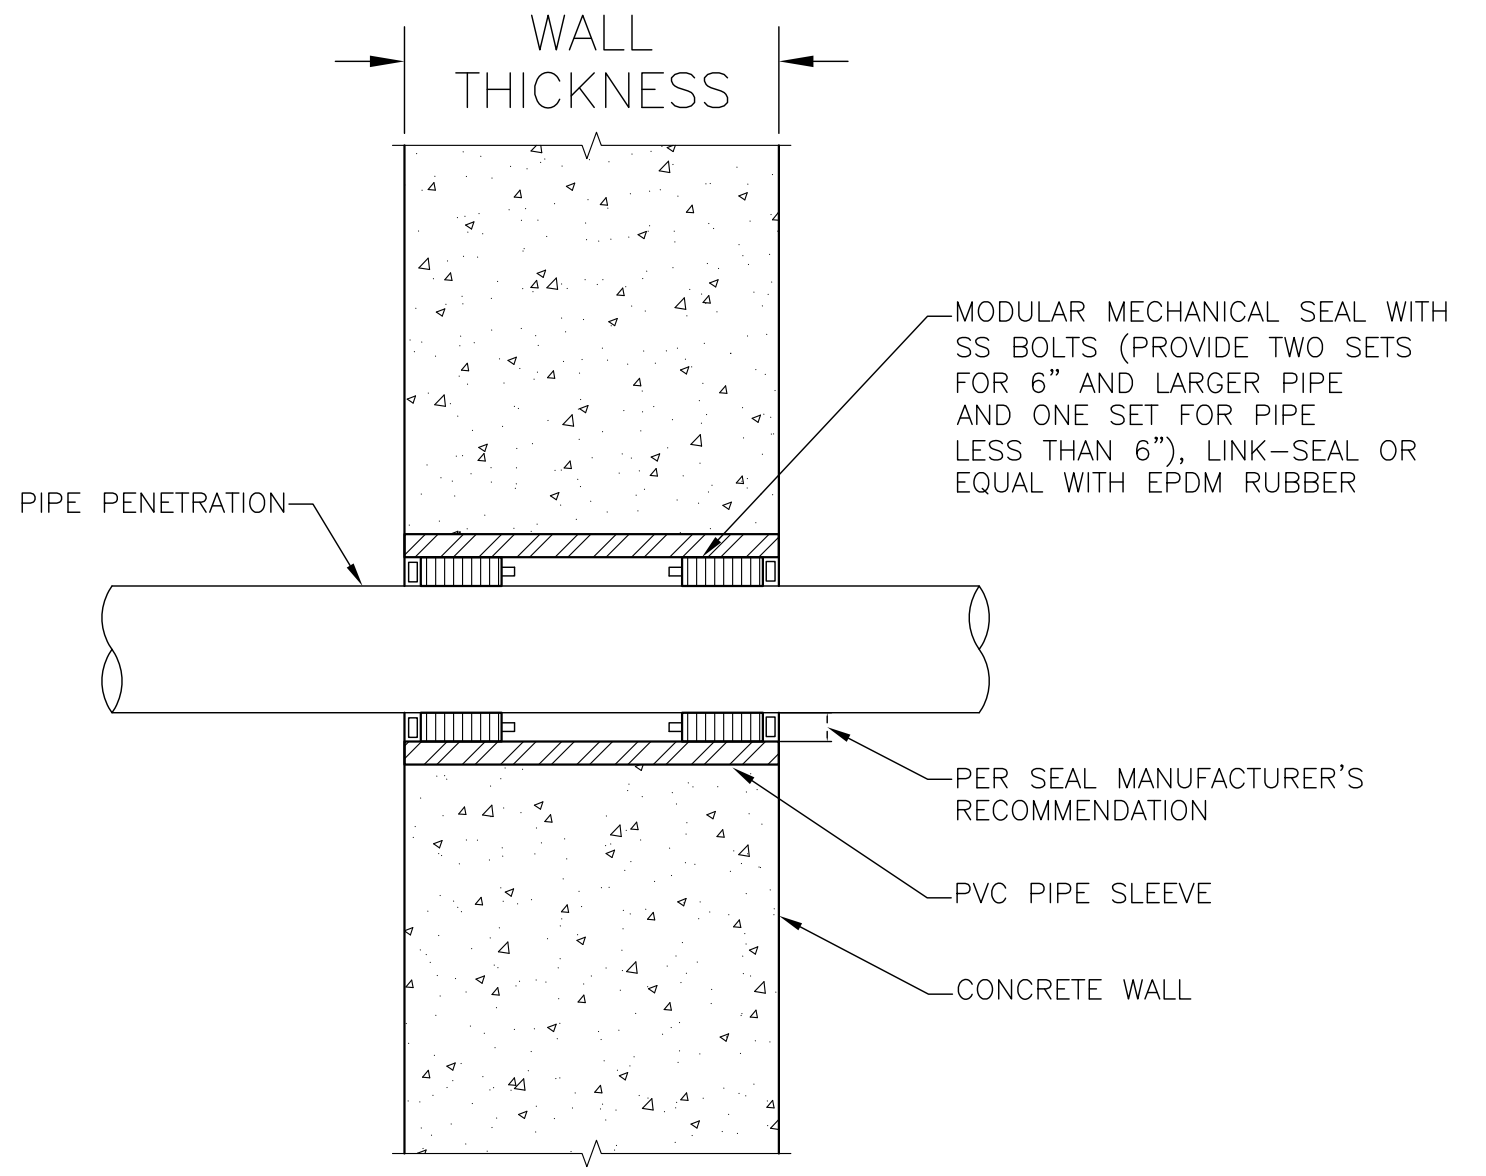 WALL
THICKNESS
MODULAR MECHANICAL SEAL WITH
SS BOLTS (PROVIDE TWO SETS
FOR 6” AND LARGER PIPE
AND ONE SET FOR PIPE
LESS THAN 6”), LINK-SEAL OR
EQUAL WITH EPDM RUBBER
PIPE PENETRATION
PER SEAL MANUFACTURER'S
RECOMMENDATION
PVC PIPE SLEEVE
CONCRETE WALL